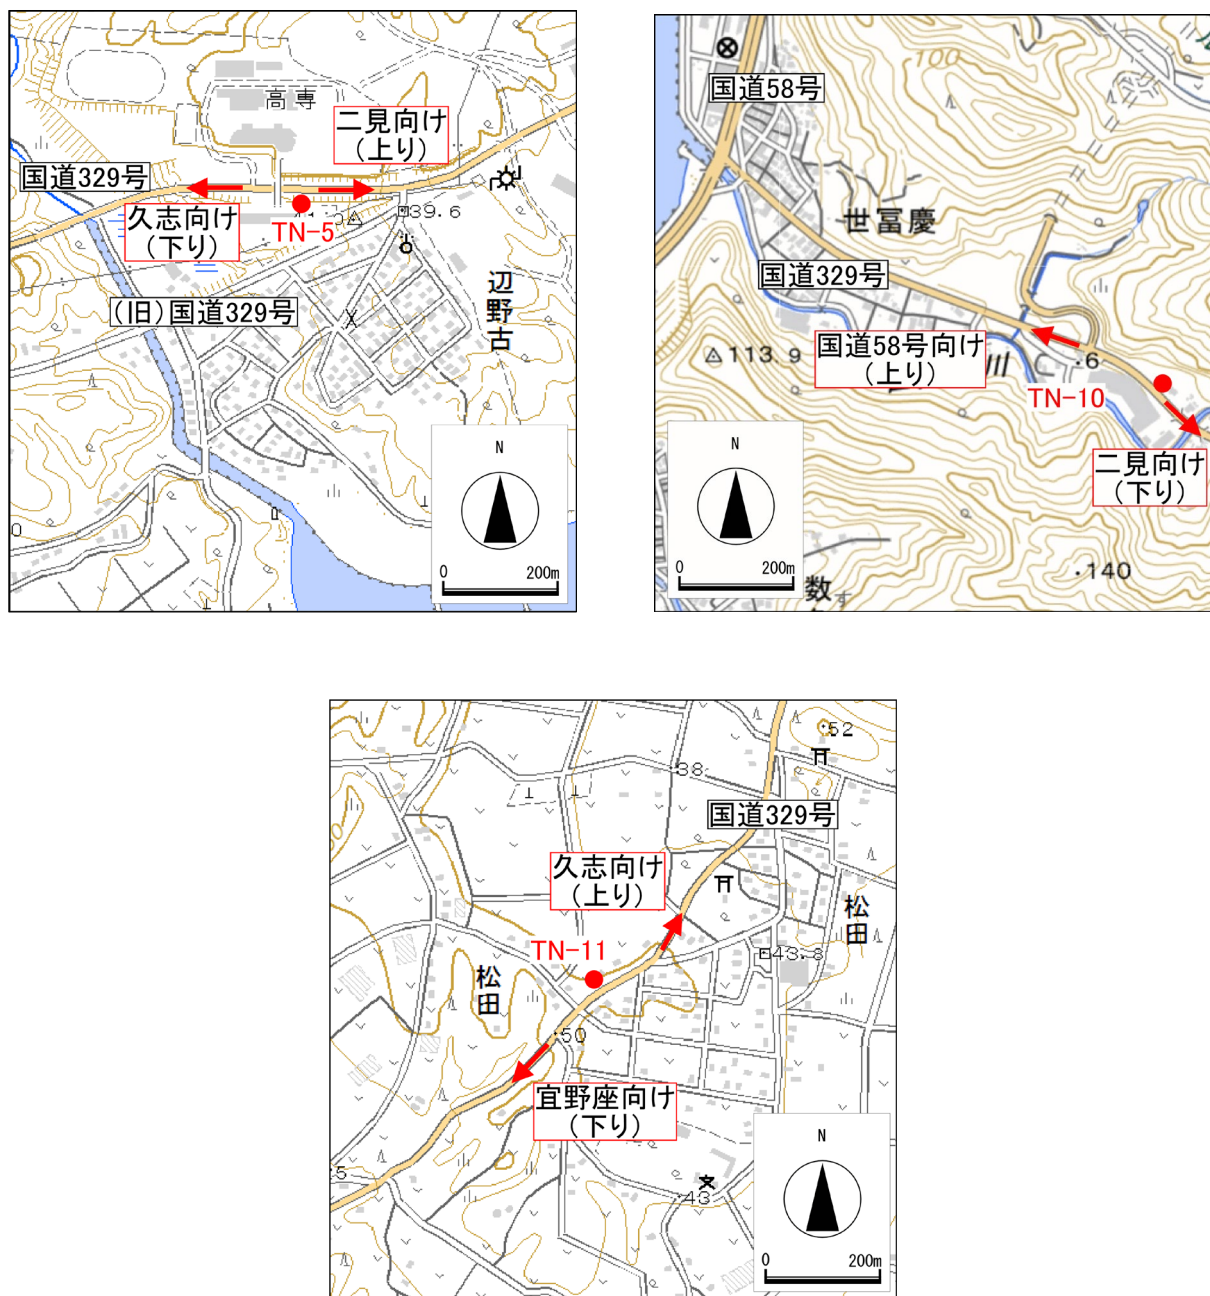 高専
二見向け
（上り）
国道329号
久志向け
（下り）
TN-5
39.6
（旧）国道329号
辺野古
N
0 200m
国道58号
100
世冨慶
国道329号
国道58号向け
（上り）
113.9
川
6
TN-10
二見向け
（下り）
N
0 200m
140
数
す
52
38
国道329号
久志向け
（上り）
松田
TN-11
43.8
松田
50
宜野座向け
（下り）
N
43
0 200m